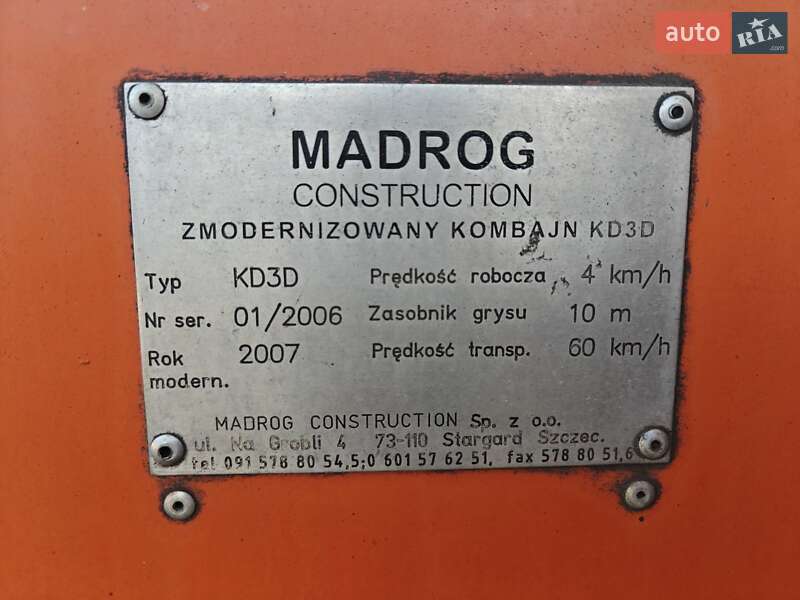 auto RIA.com
MADROG
CONSTRUCTION
ZMODERNIZOWANY KOMBAJN KD3D
Typ KD3D Prędkość robocza 4 km/h
Nr ser. 01/2006 Zasobnik grysu 10 m
Rok 2007 Prędkość transp. 60 km/h
modern.
MADROG CONSTRUCTION Sp. z o.o.
ul. Na Grobli 4 73-110 Stargard Szczec.
tel 091 578 80 54,5;0 601 57 62 51, fax 578 80 51,6